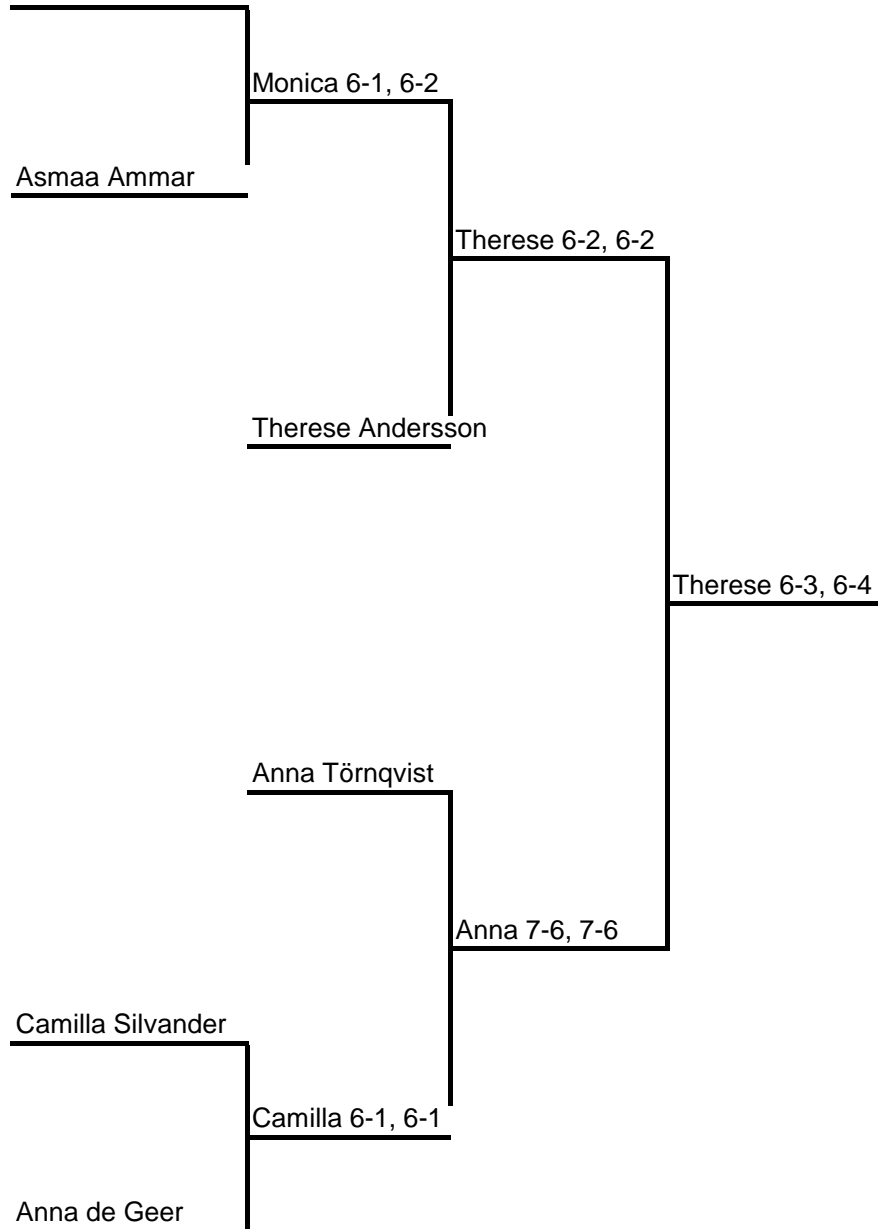 Monica 6-1, 6-2
Asmaa Ammar
Therese 6-2, 6-2
Therese Andersson
Therese 6-3, 6-4
Anna Törnqvist
Anna 7-6, 7-6
Camilla Silvander
Camilla 6-1, 6-1
Anna de Geer